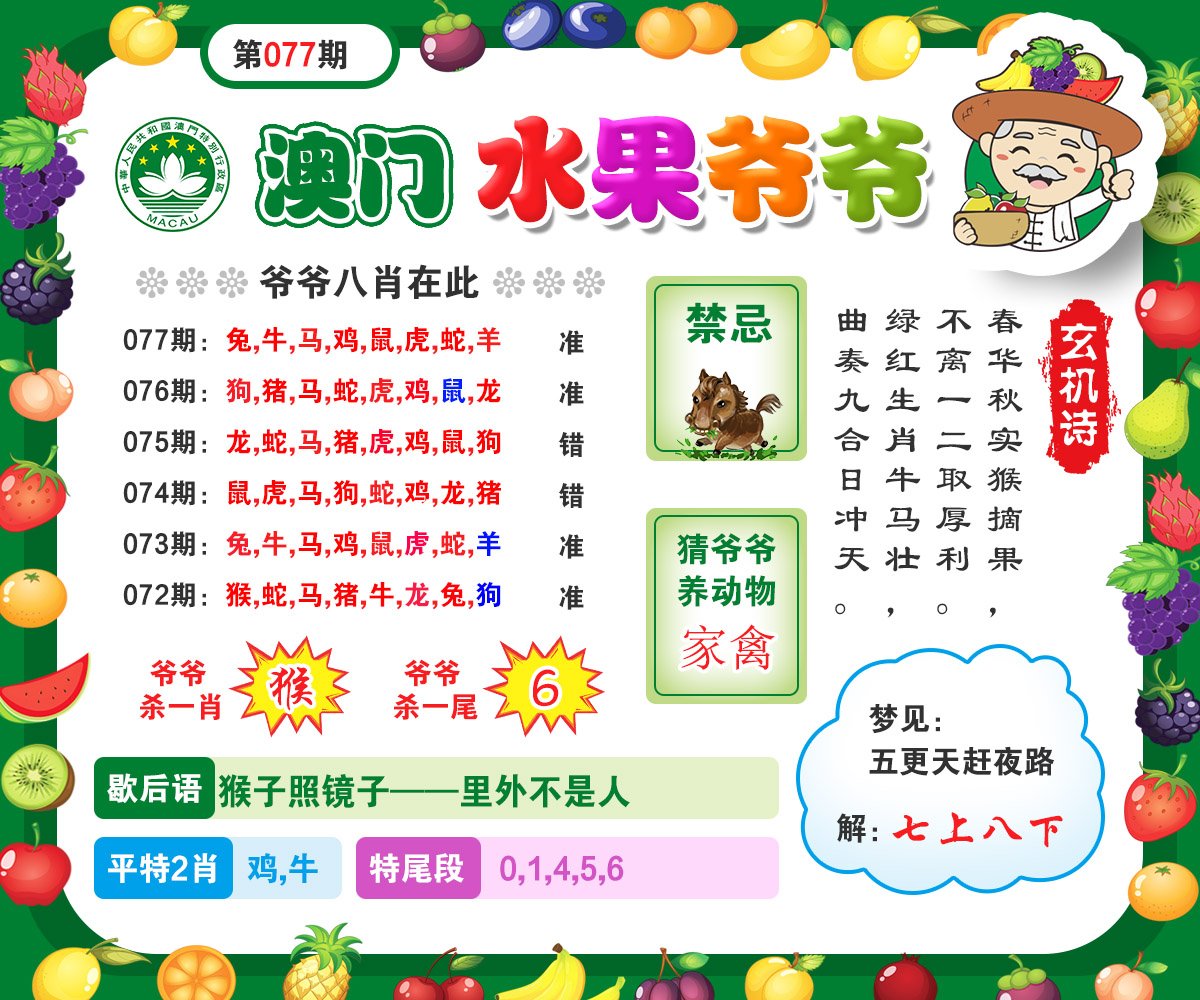 第077期
中華人民共和國澳門特別行政區
MACAU
澳门 水果爷爷
爷爷八肖在此
077期：兔,牛,马,鸡,鼠,虎,蛇,羊 准
076期：狗,猪,马,蛇,虎,鸡,鼠,龙 准
075期：龙,蛇,马,猪,虎,鸡,鼠,狗 错
074期：鼠,虎,马,狗,蛇,鸡,龙,猪 错
073期：兔,牛,马,鸡,鼠,虎,蛇,羊 准
072期：猴,蛇,马,猪,牛,龙,兔,狗 准
爷爷
杀一肖
猴
爷爷
杀一尾
6
禁忌
猜爷爷
养动物
家禽
玄机诗
春华秋实猴摘果，
不离一二取厚利。
绿红生肖牛马壮，
曲奏九合日冲天。
梦见：
五更天赶夜路
解：七上八下
歇后语 猴子照镜子——里外不是人
平特2肖 鸡,牛
特尾段 0,1,4,5,6